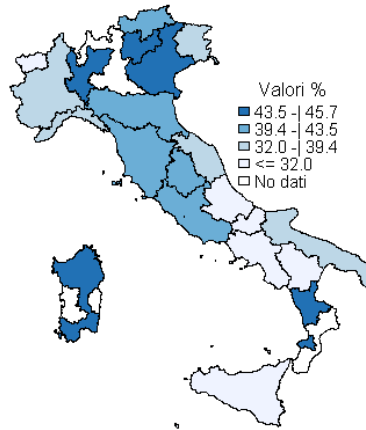 Valori %
43.5 -| 45.7
39.4 -| 43.5
32.0 -| 39.4
<= 32.0
No dati